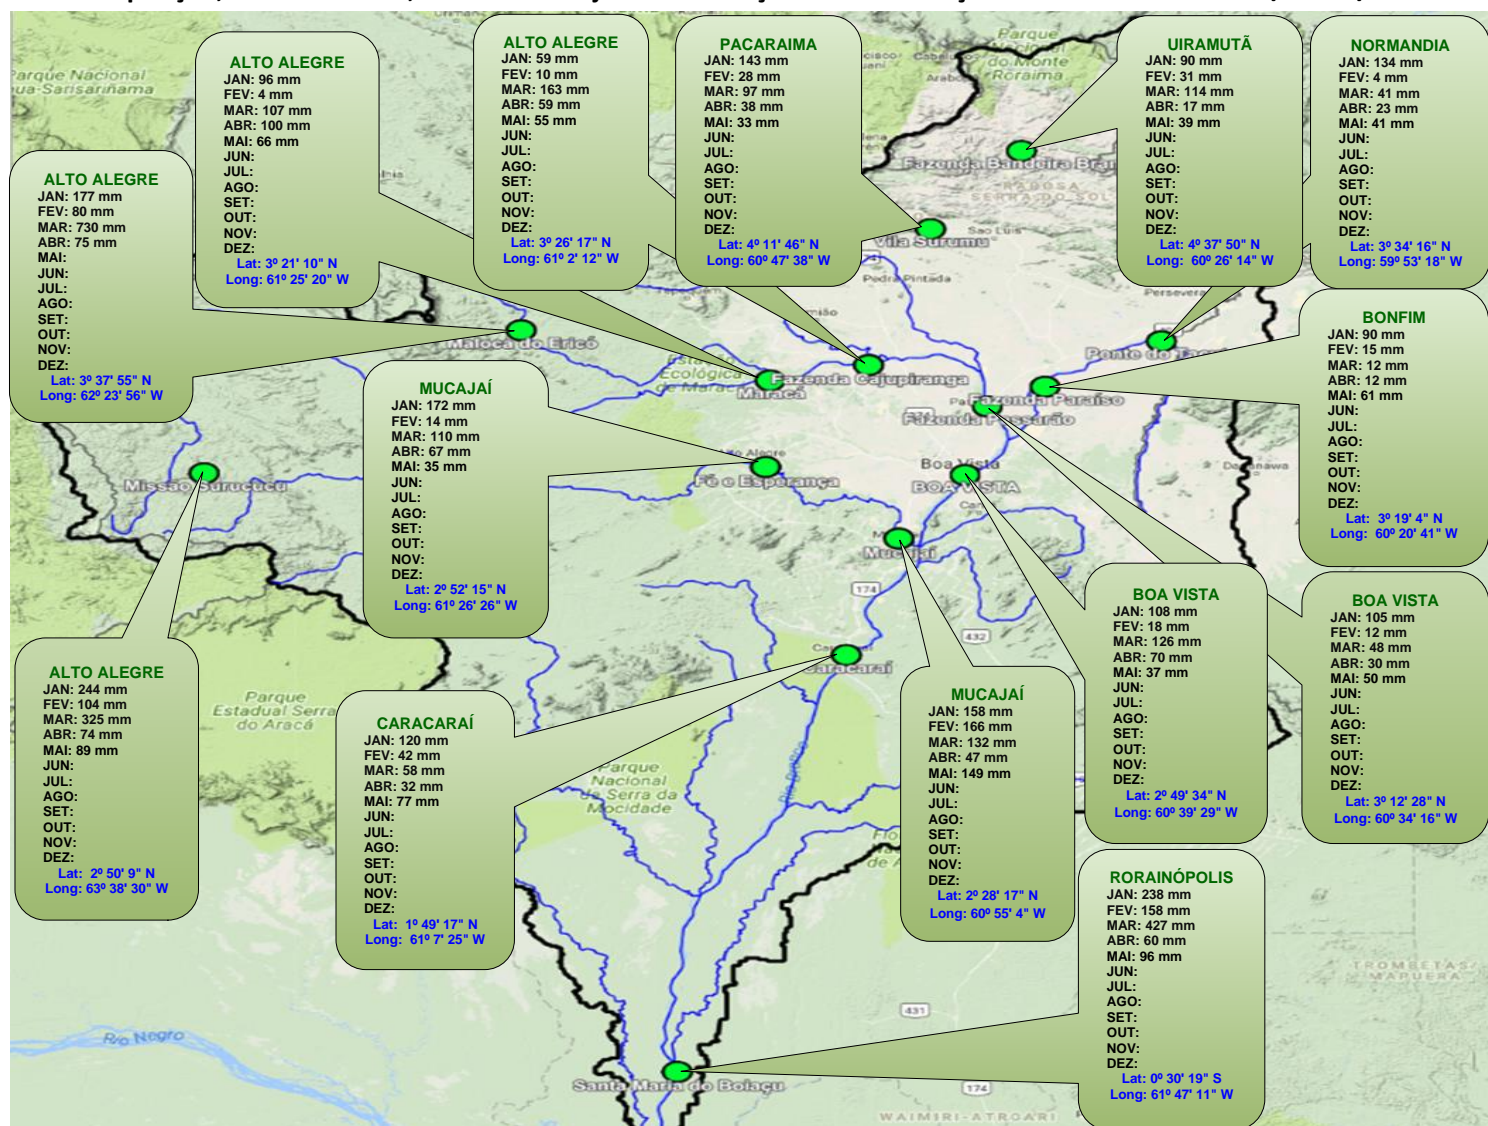 ALTO ALEGRE
JAN: 96 mm
FEV: 4 mm
MAR: 107 mm
ABR: 100 mm
MAI: 66 mm
JUN:
JUL:
AGO:
SET:
OUT:
NOV:
DEZ:
Lat: 3º 21' 10" N
Long: 61º 25' 20" W
ALTO ALEGRE
JAN: 59 mm
FEV: 10 mm
MAR: 163 mm
ABR: 59 mm
MAI: 55 mm
JUN:
JUL:
AGO:
SET:
OUT:
NOV:
DEZ:
Lat: 3º 26' 17" N
Long: 61º 2' 12" W
PACARAIMA
JAN: 143 mm
FEV: 28 mm
MAR: 97 mm
ABR: 38 mm
MAI: 33 mm
JUN:
JUL:
AGO:
SET:
OUT:
NOV:
DEZ:
Lat: 4º 11' 46" N
Long: 60º 47' 38" W
UIRAMUTÃ
JAN: 90 mm
FEV: 31 mm
MAR: 114 mm
ABR: 17 mm
MAI: 39 mm
JUN:
JUL:
AGO:
SET:
OUT:
NOV:
DEZ:
Lat: 4º 37' 50" N
Long: 60º 26' 14" W
NORMANDIA
JAN: 134 mm
FEV: 4 mm
MAR: 41 mm
ABR: 23 mm
MAI: 41 mm
JUN:
JUL:
AGO:
SET:
OUT:
NOV:
DEZ:
Lat: 3º 34' 16" N
Long: 59º 53' 18" W
ALTO ALEGRE
JAN: 177 mm
FEV: 80 mm
MAR: 730 mm
ABR: 75 mm
MAI:
JUN:
JUL:
AGO:
SET:
OUT:
NOV:
DEZ:
Lat: 3º 37' 55" N
Long: 62º 23' 56" W
MUCAJAÍ
JAN: 172 mm
FEV: 14 mm
MAR: 110 mm
ABR: 67 mm
MAI: 35 mm
JUN:
JUL:
AGO:
SET:
OUT:
NOV:
DEZ:
Lat: 2º 52' 15" N
Long: 61º 26' 26" W
BONFIM
JAN: 90 mm
FEV: 15 mm
MAR: 12 mm
ABR: 12 mm
MAI: 61 mm
JUN:
JUL:
AGO:
SET:
OUT:
NOV:
DEZ:
Lat: 3º 19' 4" N
Long: 60º 20' 41" W
ALTO ALEGRE
JAN: 244 mm
FEV: 104 mm
MAR: 325 mm
ABR: 74 mm
MAI: 89 mm
JUN:
JUL:
AGO:
SET:
OUT:
NOV:
DEZ:
Lat: 2º 50' 9" N
Long: 63º 38' 30" W
CARACARAÍ
JAN: 120 mm
FEV: 42 mm
MAR: 58 mm
ABR: 32 mm
MAI: 77 mm
JUN:
JUL:
AGO:
SET:
OUT:
NOV:
DEZ:
Lat: 1º 49' 17" N
Long: 61º 7' 25" W
MUCAJAÍ
JAN: 158 mm
FEV: 166 mm
MAR: 132 mm
ABR: 47 mm
MAI: 149 mm
JUN:
JUL:
AGO:
SET:
OUT:
NOV:
DEZ:
Lat: 2º 28' 17" N
Long: 60º 55' 4" W
BOA VISTA
JAN: 108 mm
FEV: 18 mm
MAR: 126 mm
ABR: 70 mm
MAI: 37 mm
JUN:
JUL:
AGO:
SET:
OUT:
NOV:
DEZ:
Lat: 2º 49' 34" N
Long: 60º 39' 29" W
BOA VISTA
JAN: 105 mm
FEV: 12 mm
MAR: 48 mm
ABR: 30 mm
MAI: 50 mm
JUN:
JUL:
AGO:
SET:
OUT:
NOV:
DEZ:
Lat: 3º 12' 28" N
Long: 60º 34' 16" W
RORAINÓPOLIS
JAN: 238 mm
FEV: 158 mm
MAR: 427 mm
ABR: 60 mm
MAI: 96 mm
JUN:
JUL:
AGO:
SET:
OUT:
NOV:
DEZ:
Lat: 0º 30' 19" S
Long: 61º 47' 11" W
Parque Nacional
Parque
do Monte
Roraima
Fazenda Bandeira
RAPOSA
SERRA DO SOL
Sao Luis
Vila Surumu
Pedra Pintada
Maloca do Ericó
Ponte do
Estação
Ecológica
de Maracá
Maracá
Fazenda Cajupiranga
Fazenda Paraíso
Fazenda Passarão
Missão Surucucu
Alegre
Fé e Esperança
Boa Vista
BOA VISTA
Mucajaí
174
432
Caracaraí
Parque
Estadual Serra
do Aracá
Rio Branco
Parque
Nacional
da Serra da
Mocidade
Rio Negro
431
TROMBETAS/
MAPUERA
Santa Maria do Boiaçu
174
WAIMIRI-ATROARI